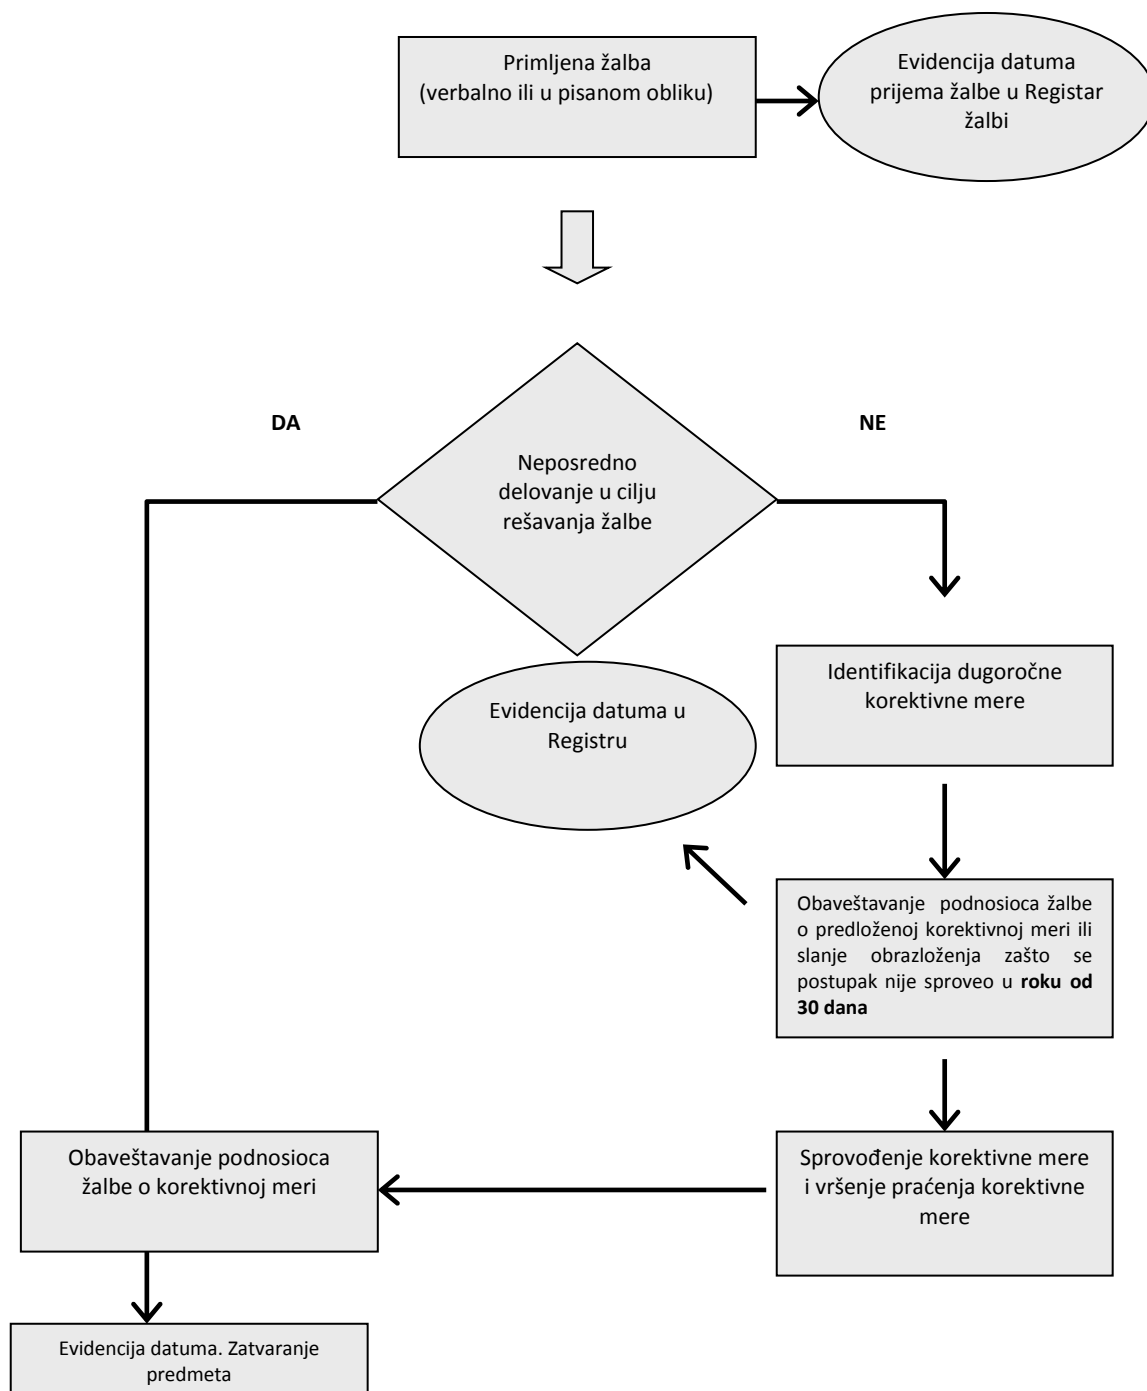 Primljena žalba
(verbalno ili u pisanom obliku)
Evidencija datuma
prijema žalbe u Registar
žalbi
DA
NE
Neposredno
delovanje u cilju
rešavanja žalbe
Evidencija datuma u
Registru
Identifikacija dugoročne
korektivne mere
Obaveštavanje podnosioca žalbe
o predloženoj korektivnoj meri ili
slanje obrazloženja zašto se
postupak nije sproveo u roku od
30 dana
Obaveštavanje podnosioca
žalbe o korektivnoj meri
Sprovođenje korektivne mere
i vršenje praćenja korektivne
mere
Evidencija datuma. Zatvaranje
predmeta